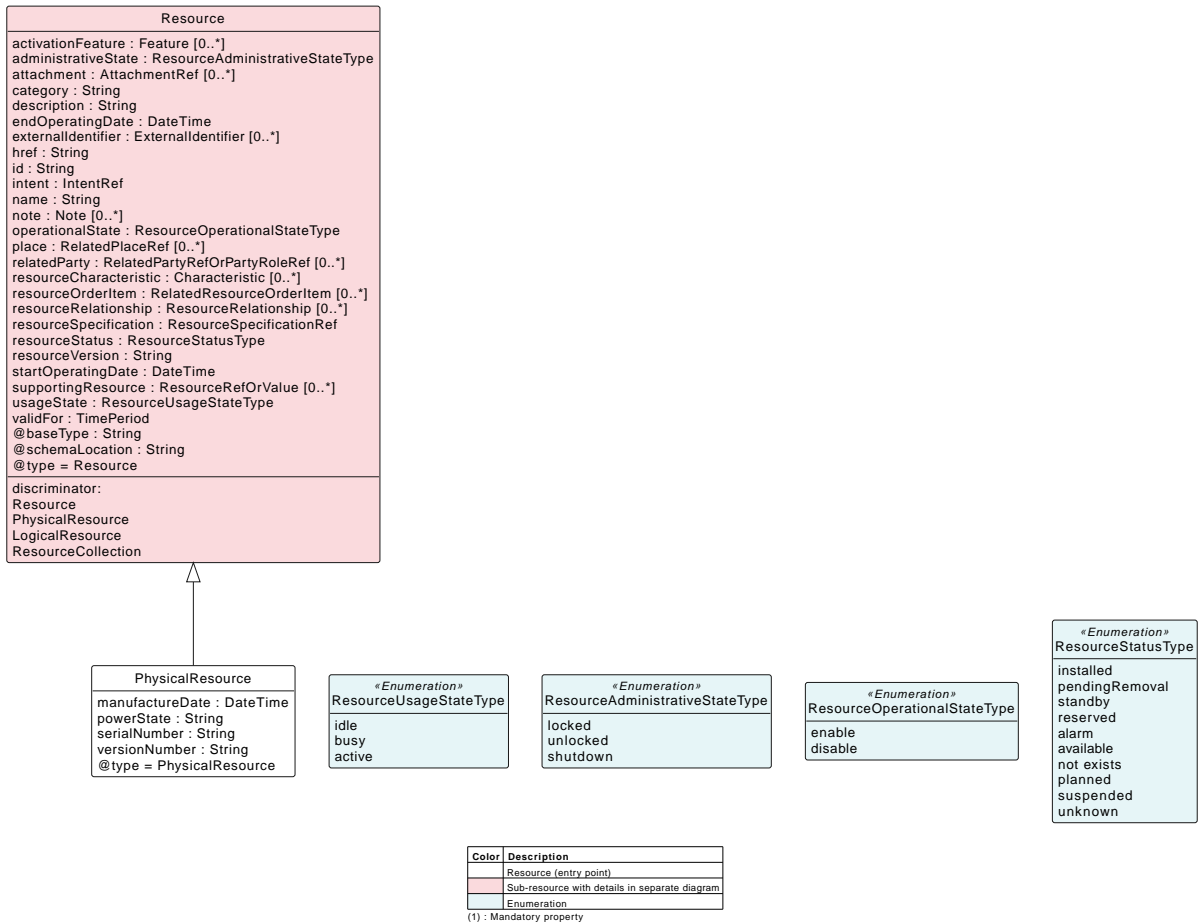 Resource
activationFeature : Feature [0..*]
administrativeState : ResourceAdministrativeStateType
attachment : AttachmentRef [0..*]
category : String
description : String
endOperatingDate : DateTime
externalIdentifier : ExternalIdentifier [0..*]
href : String
id : String
intent : IntentRef
name : String
note : Note [0..*]
operationalState : ResourceOperationalStateType
place : RelatedPlaceRef [0..*]
relatedParty : RelatedPartyRefOrPartyRoleRef [0..*]
resourceCharacteristic : Characteristic [0..*]
resourceOrderItem : RelatedResourceOrderItem [0..*]
resourceRelationship : ResourceRelationship [0..*]
resourceSpecification : ResourceSpecificationRef
resourceStatus : ResourceStatusType
resourceVersion : String
startOperatingDate : DateTime
supportingResource : ResourceRefOrValue [0..*]
usageState : ResourceUsageStateType
validFor : TimePeriod
@baseType : String
@schemaLocation : String
@type = Resource
discriminator:
Resource
PhysicalResource
LogicalResource
ResourceCollection
PhysicalResource
manufactureDate : DateTime
powerState : String
serialNumber : String
versionNumber : String
@type = PhysicalResource
«Enumeration»
ResourceUsageStateType
idle
busy
active
«Enumeration»
ResourceAdministrativeStateType
locked
unlocked
shutdown
«Enumeration»
ResourceOperationalStateType
enable
disable
«Enumeration»
ResourceStatusType
installed
pendingRemoval
standby
reserved
alarm
available
not exists
planned
suspended
unknown
Color Description
Resource (entry point)
Sub-resource with details in separate diagram
Enumeration
(1) : Mandatory property